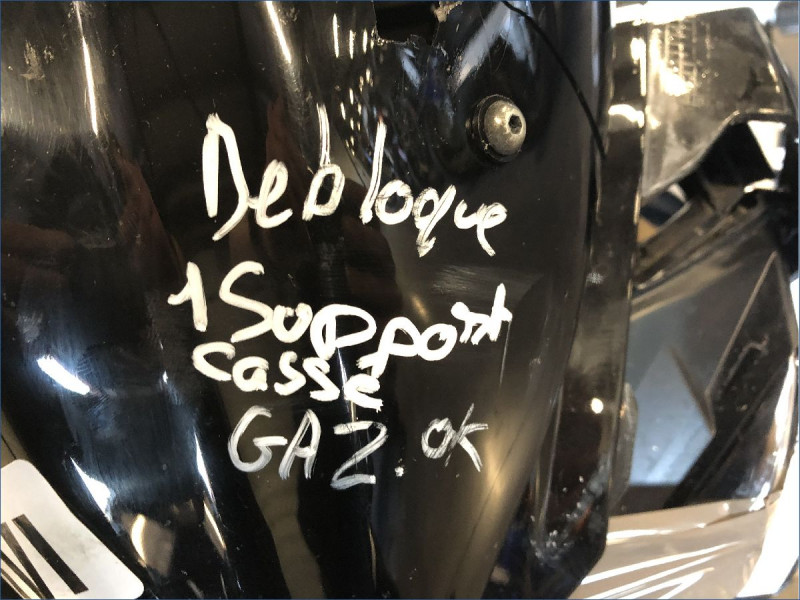 Debloque
1 Support
cassé
GAZ. OK